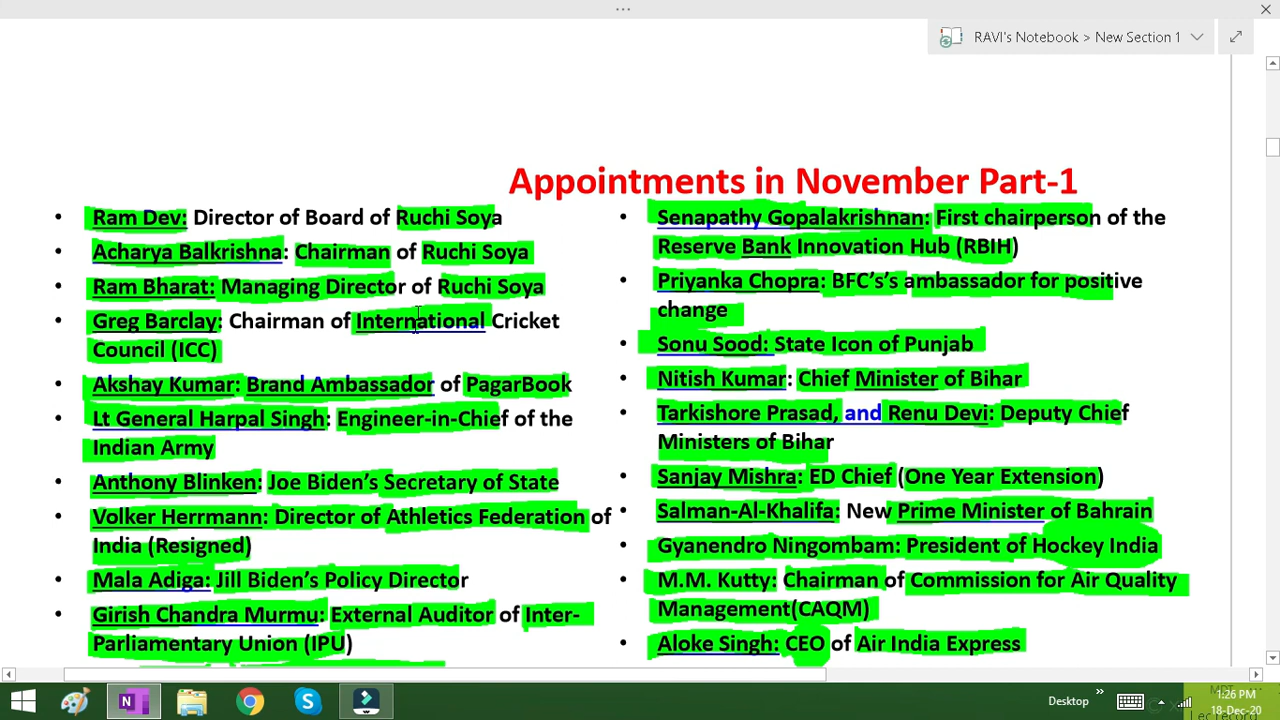 RAVI's Notebook > New Section 1
Appointments in November Part-1
• Ram Dev: Director of Board of Ruchi Soya
• Acharya Balkrishna: Chairman of Ruchi Soya
• Ram Bharat: Managing Director of Ruchi Soya
• Greg Barclay: Chairman of International Cricket
Council (ICC)
• Akshay Kumar: Brand Ambassador of PagarBook
• Lt General Harpal Singh: Engineer-in-Chief of the
Indian Army
• Anthony Blinken: Joe Biden's Secretary of State
• Volker Herrmann: Director of Athletics Federation of
India (Resigned)
• Mala Adiga: Jill Biden's Policy Director
• Girish Chandra Murmu: External Auditor of Inter-
Parliamentary Union (IPU)
• Senapathy Gopalakrishnan: First chairperson of the
Reserve Bank Innovation Hub (RBIH)
• Priyanka Chopra: BFC's's ambassador for positive
change
• Sonu Sood: State Icon of Punjab
• Nitish Kumar: Chief Minister of Bihar
• Tarkishore Prasad, and Renu Devi: Deputy Chief
Ministers of Bihar
• Sanjay Mishra: ED Chief (One Year Extension)
• Salman-Al-Khalifa: New Prime Minister of Bahrain
• Gyanendro Ningombam: President of Hockey India
• M.M. Kutty: Chairman of Commission for Air Quality
Management(CAQM)
• Aloke Singh: CEO of Air India Express
Desktop
1:26 PM
18-Dec-20